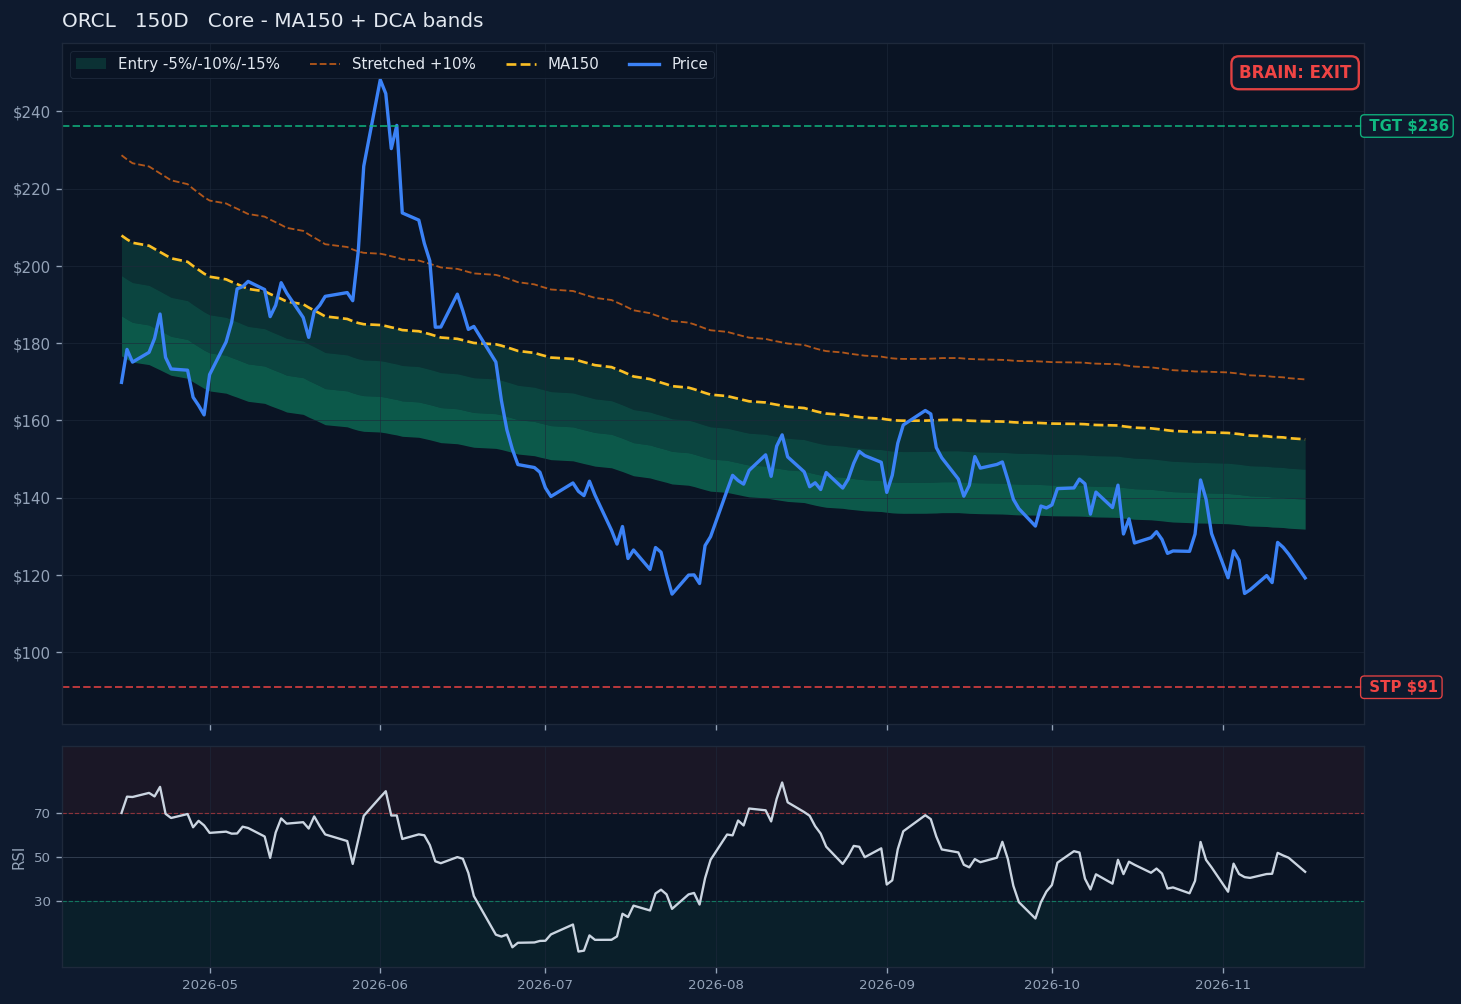 ORCL 150D Core - MA150 + DCA bands
Entry -5%/-10%/-15% Stretched +10% MA150 Price
BRAIN: EXIT
$240
TGT $236
$220
$200
$180
$160
$140
$120
$100
STP $91
RSI
70
50
30
2026-05 2026-06 2026-07 2026-08 2026-09 2026-10 2026-11